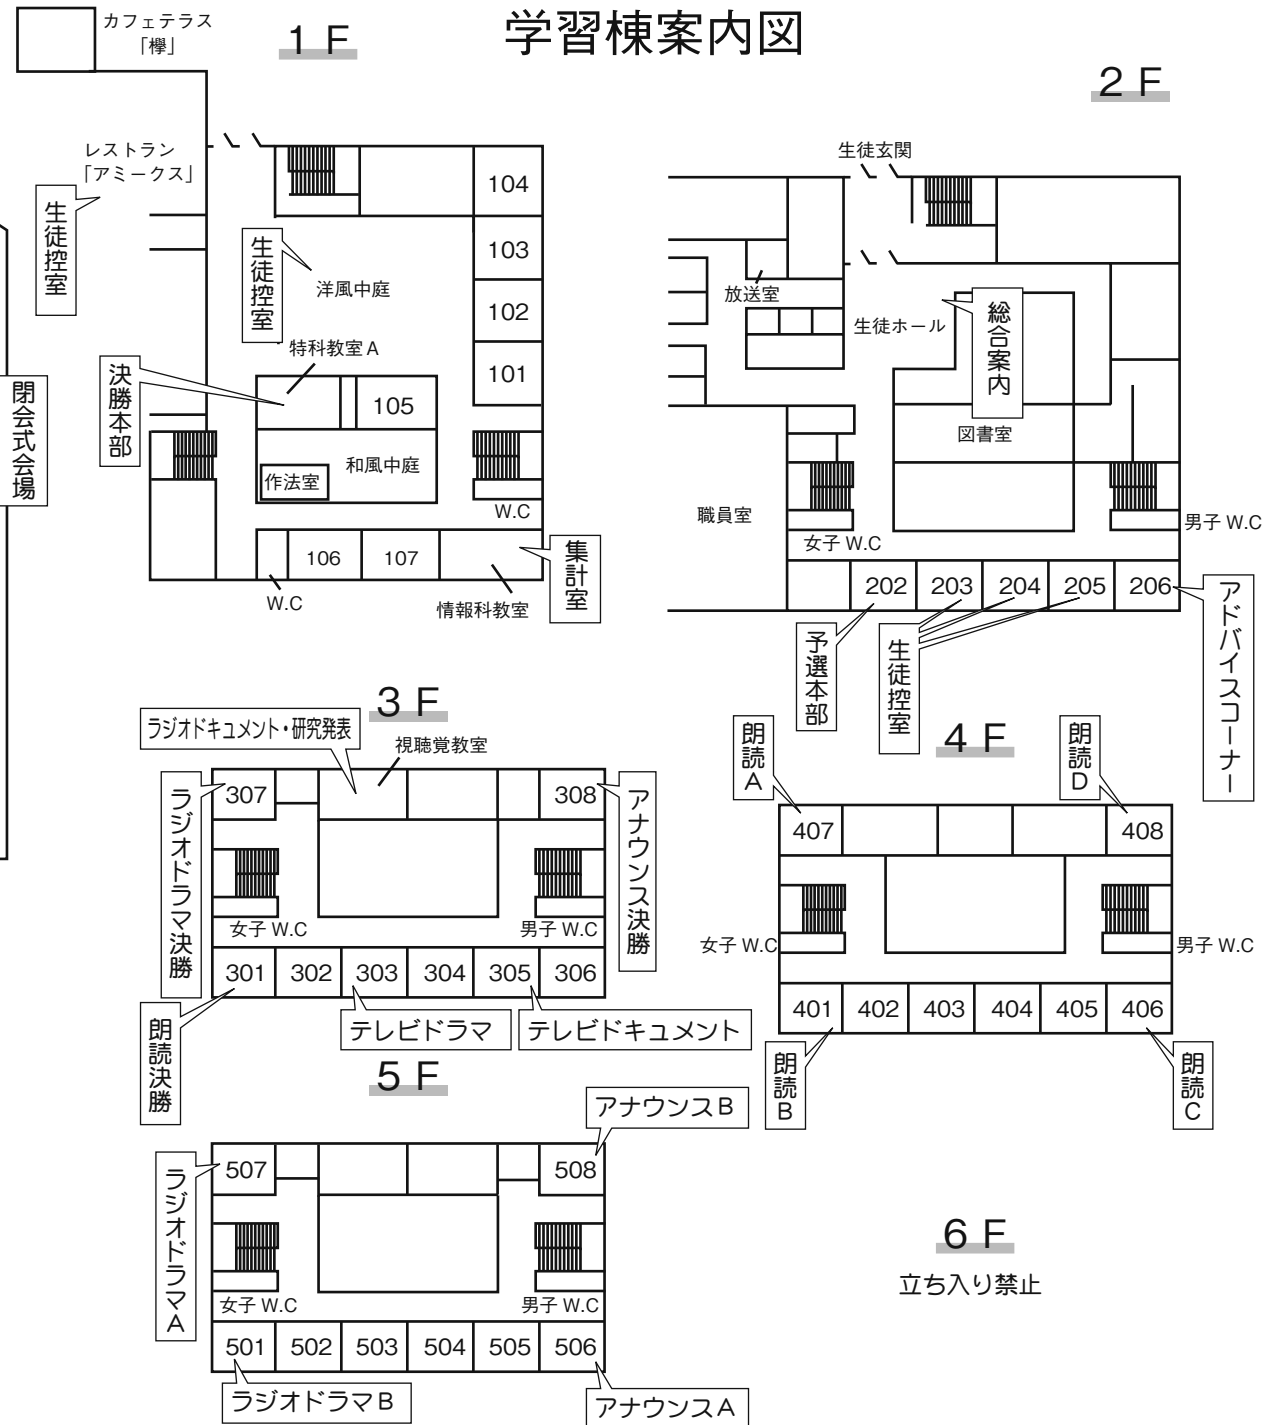 学習棟案内図
1 F
カフェテラス
「欅」
レストラン
「アミークス」
生徒控室
生徒控室
洋風中庭
特科教室A
決勝本部
閉会式会場
104
103
102
101
105
和風中庭
作法室
W.C
106
107
W.C
情報科教室
集計室
2 F
生徒玄関
放送室
生徒ホール
総合案内
図書室
職員室
女子 W.C
男子 W.C
202
203
204
205
206
予選本部
生徒控室
アドバイスコーナー
3 F
ラジオドキュメント・研究発表
視聴覚教室
307
308
ラジオドラマ決勝
アナウンス決勝
女子 W.C
男子 W.C
301
302
303
304
305
306
朗読決勝
テレビドラマ
テレビドキュメント
4 F
朗読A
朗読D
407
408
女子 W.C
男子 W.C
401
402
403
404
405
406
朗読B
朗読C
5 F
アナウンスB
507
508
ラジオドラマA
女子 W.C
男子 W.C
501
502
503
504
505
506
ラジオドラマB
アナウンスA
6 F
立ち入り禁止